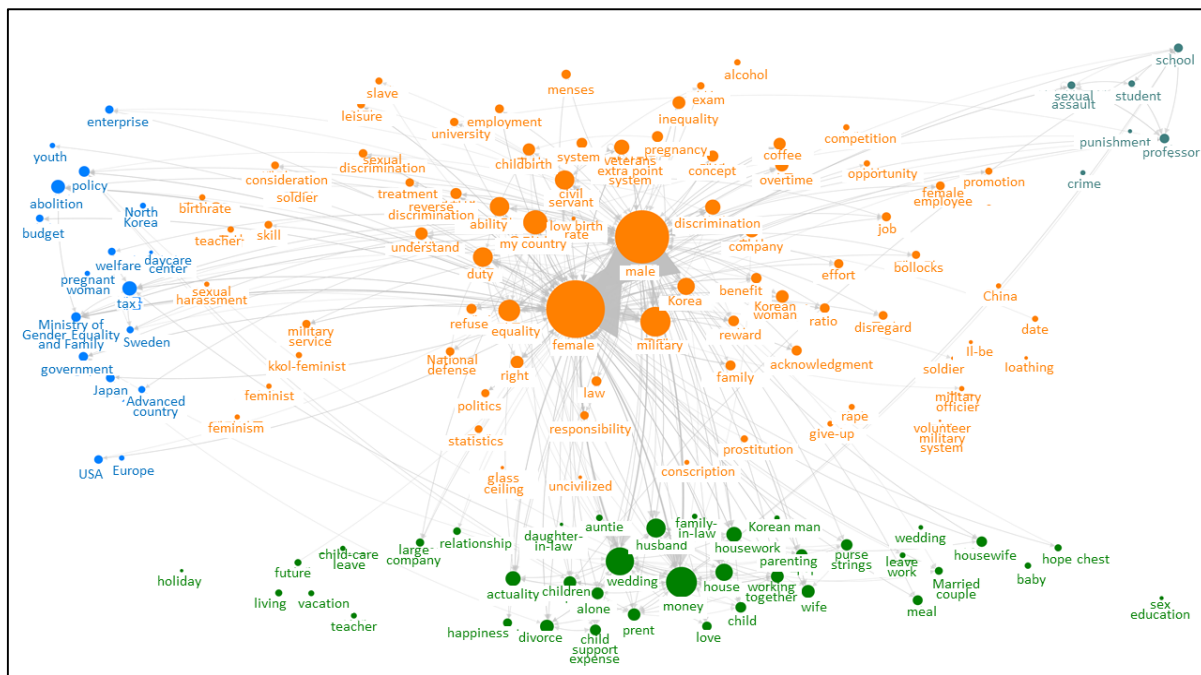 alcohol
school
menses
slave
exam
sexual
assault
student
leisure
inequality
enterprise
employment
university
competition
punishment
professor
youth
system
pregnancy
childbirth
veterans
extra point
system
concept
coffee
sexual
discrimination
policy
consideration
soldier
overtime
opportunity
promotion
crime
abolition
treatment
civil
servant
female
employee
birthrate
reverse
discrimination
North
Korea
ability
low birth
rate
discrimination
budget
teacher
skill
understand
my country
company
job
welfare
daycare
center
duty
male
effort
bollocks
pregnant
woman
sexual
harassment
tax
Korea
benefit
Korean
woman
China
Ministry of
Gender Equality
and Family
Sweden
military
service
refuse
equality
female
military
reward
ratio
disregard
date
government
kkol-feminist
National
defense
right
family
acknowledgment
Il-be
soldier
loathing
Japan
Advanced
country
feminist
politics
law
military
officier
feminism
statistics
responsibility
rape
give-up
volunteer
military
system
prostitution
USA
Europe
glass
ceiling
uncivilized
conscription
auntie
family-
in-law
Korean man
daughter-
in-law
husband
housework
wedding
child-care
leave
large
company
relationship
parenting
purse
strings
leave
work
housewife
hope chest
holiday
future
wedding
house
working
together
Married
couple
baby
actuality
children
money
living
vacation
alone
wife
meal
sex
education
teacher
happiness
divorce
child
support
expense
prent
love
child